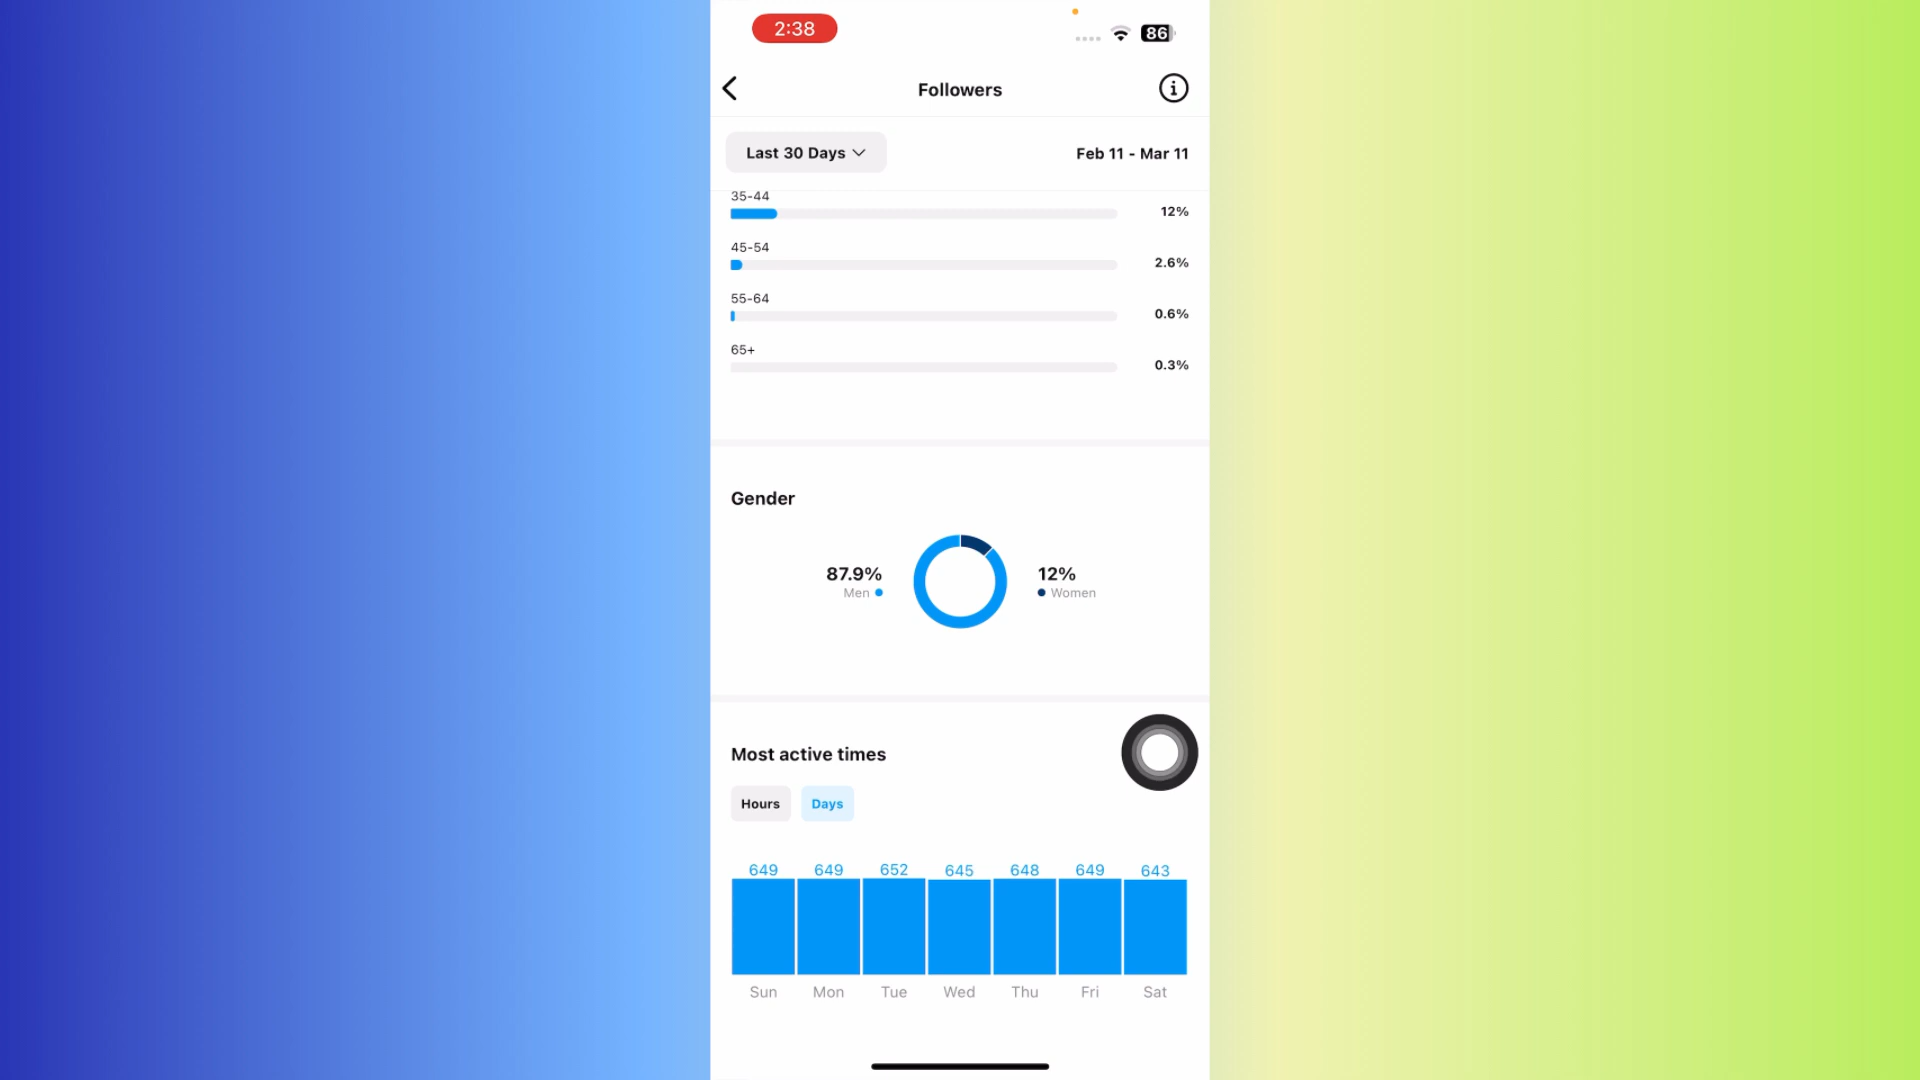 2:38
86
Followers
Last 30 Days
Feb 11 - Mar 11
35-44
12%
45-54
2.6%
55-64
0.6%
65+
0.3%
Gender
87.9%
Men
12%
Women
Most active times
Hours
Days
649 649 652 645 648 649 643
Sun Mon Tue Wed Thu Fri Sat